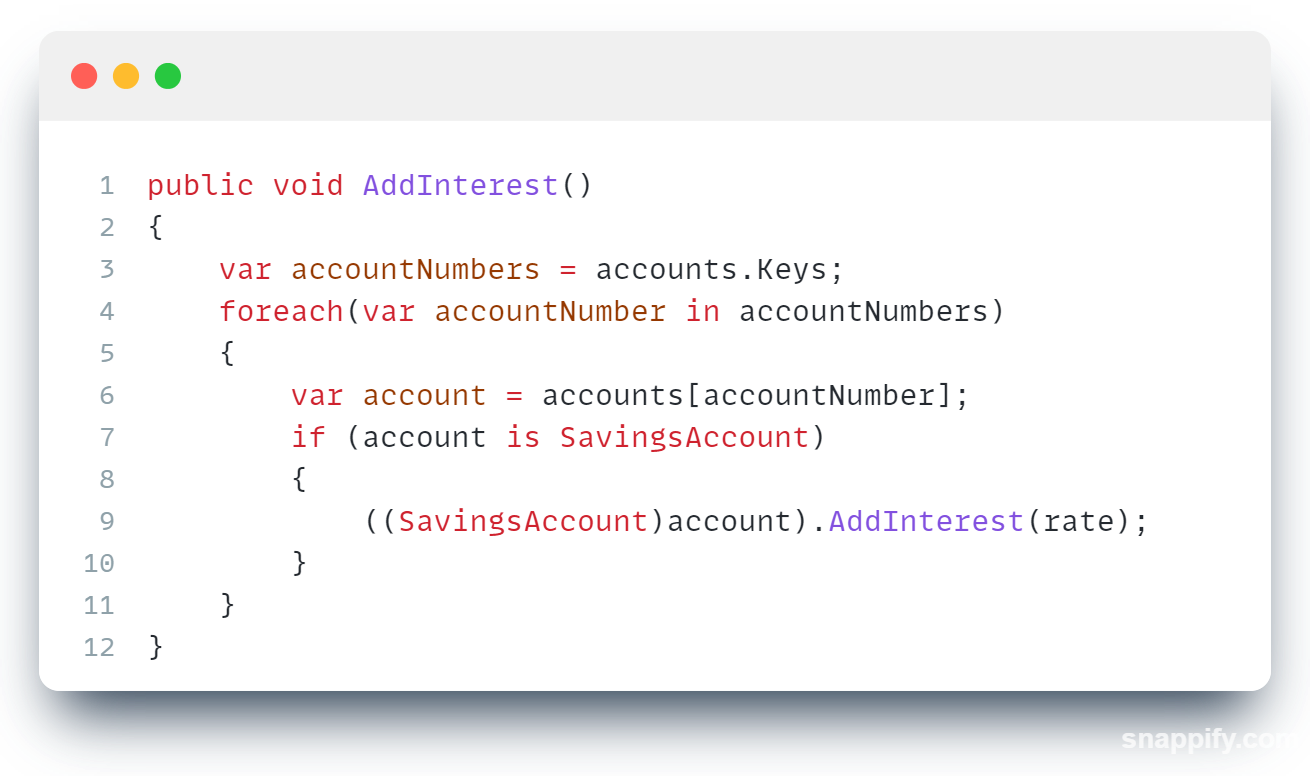 1 public void AddInterest()
2 {
3     var accountNumbers = accounts.Keys;
4     foreach(var accountNumber in accountNumbers)
5     {
6         var account = accounts[accountNumber];
7         if (account is SavingsAccount)
8         {
9             ((SavingsAccount)account).AddInterest(rate);
10         }
11     }
12 }
snappify.com